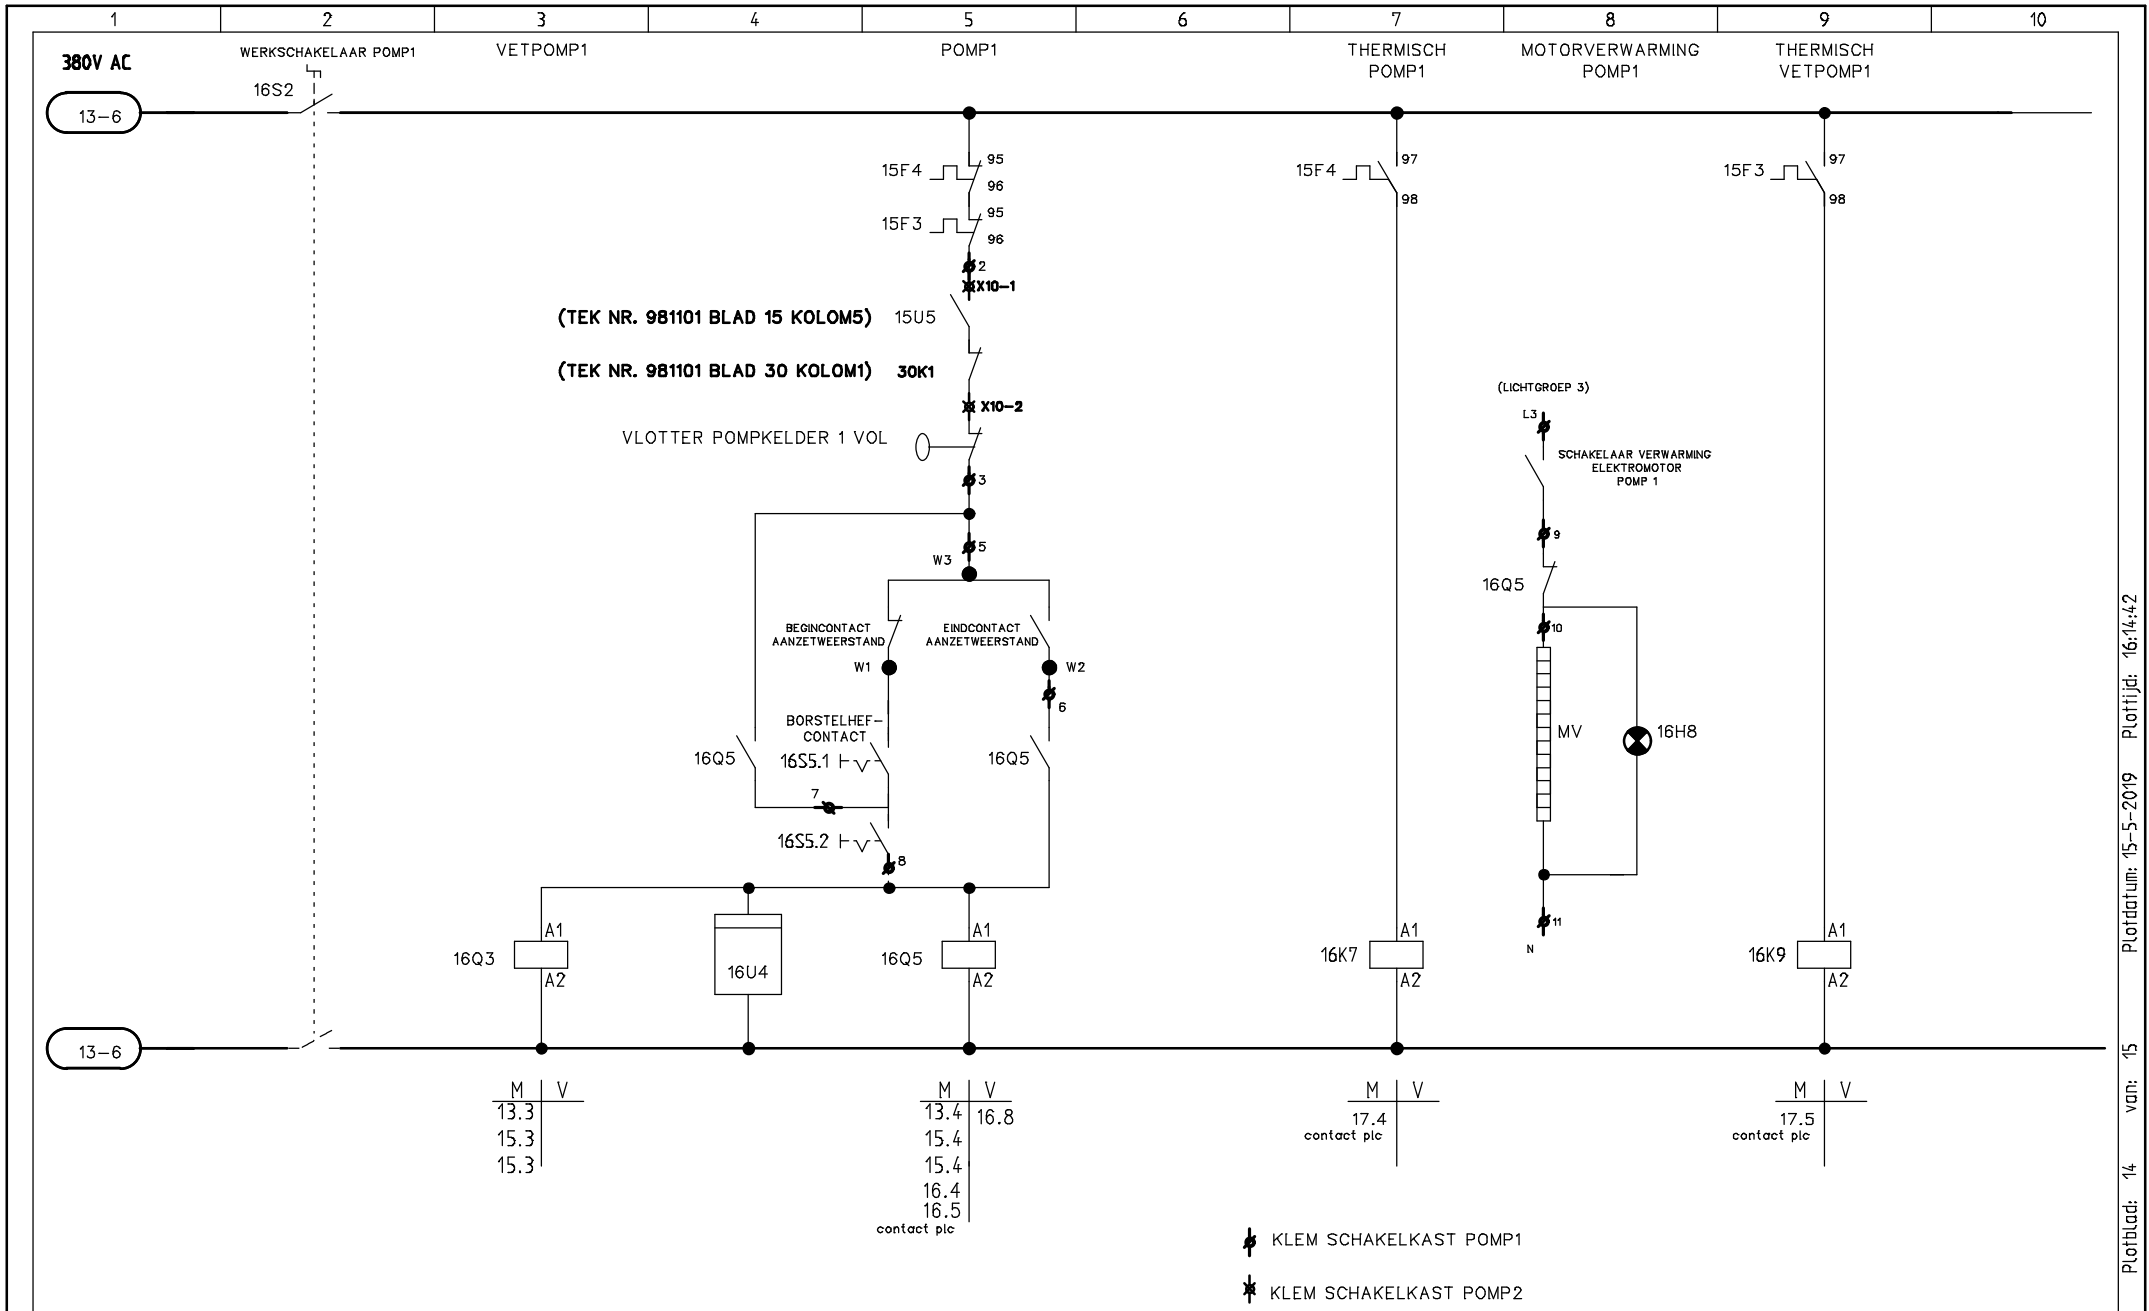 1 2 3 4 5 6 7 8 9 10
380V AC
WERKSCHAKELAAR POMP1
VETPOMP1
POMP1
THERMISCH
POMP1
MOTORVERWARMING
POMP1
THERMISCH
VETPOMP1
16S2
13-6
15F4
95
96
15F3
95
96
2
X10-1
(TEK NR. 981101 BLAD 15 KOLOM5) 15U5
(TEK NR. 981101 BLAD 30 KOLOM1) 30K1
X10-2
VLOTTER POMPKELDER 1 VOL
3
5
W3
BEGINCONTACT
AANZETWEERSTAND
EINDCONTACT
AANZETWEERSTAND
W1
W2
6
BORSTELHEF-
CONTACT
16Q5
16S5.1
16Q5
7
16S5.2
8
15F4
97
98
(LICHTGROEP 3)
L3
SCHAKELAAR VERWARMING
ELEKTROMOTOR
POMP 1
9
16Q5
10
MV
16H8
11
N
15F3
97
98
16Q3
A1
A2
16U4
16Q5
A1
A2
16K7
A1
A2
16K9
A1
A2
13-6
M V
13.3
15.3
15.3
M V
13.4 16.8
15.4
15.4
16.4
16.5
contact plc
M V
17.4
contact plc
M V
17.5
contact plc
KLEM SCHAKELKAST POMP1
KLEM SCHAKELKAST POMP2
Plotblad: 14 van: 15 Plotdatum: 15-5-2019 Plottijd: 16:14:42